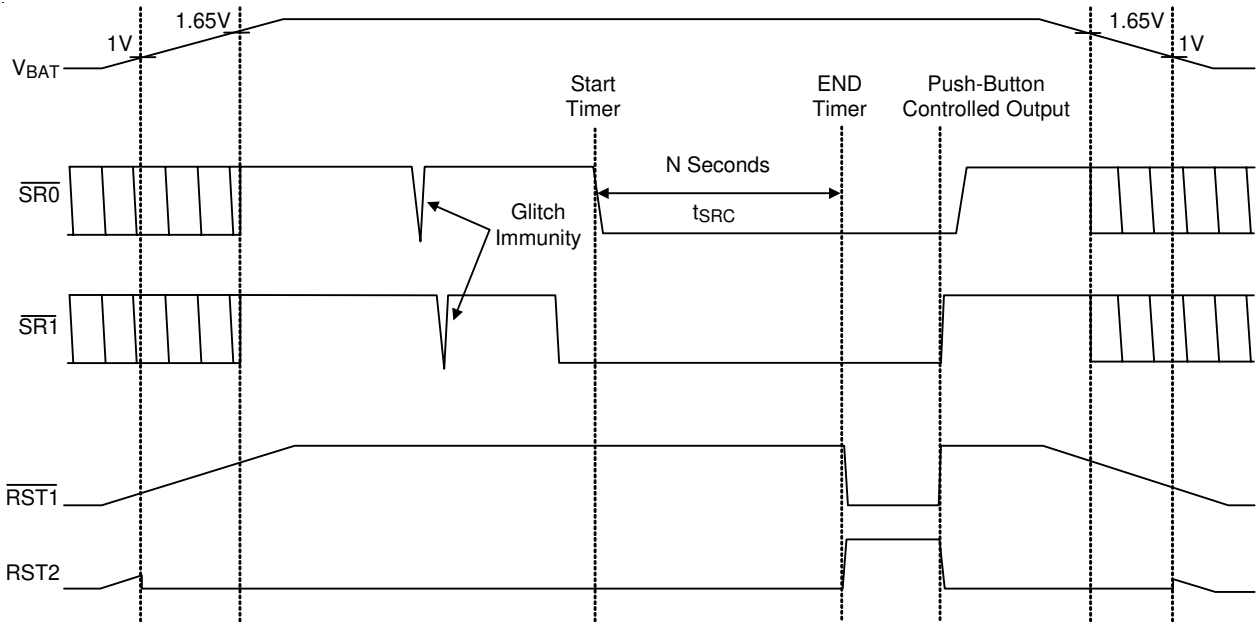 1.65V
1V
VBAT
1.65V
1V
Start
Timer
END
Timer
Push-Button
Controlled Output
SR0
N Seconds
tSRC
Glitch
Immunity
SR1
RST1
RST2